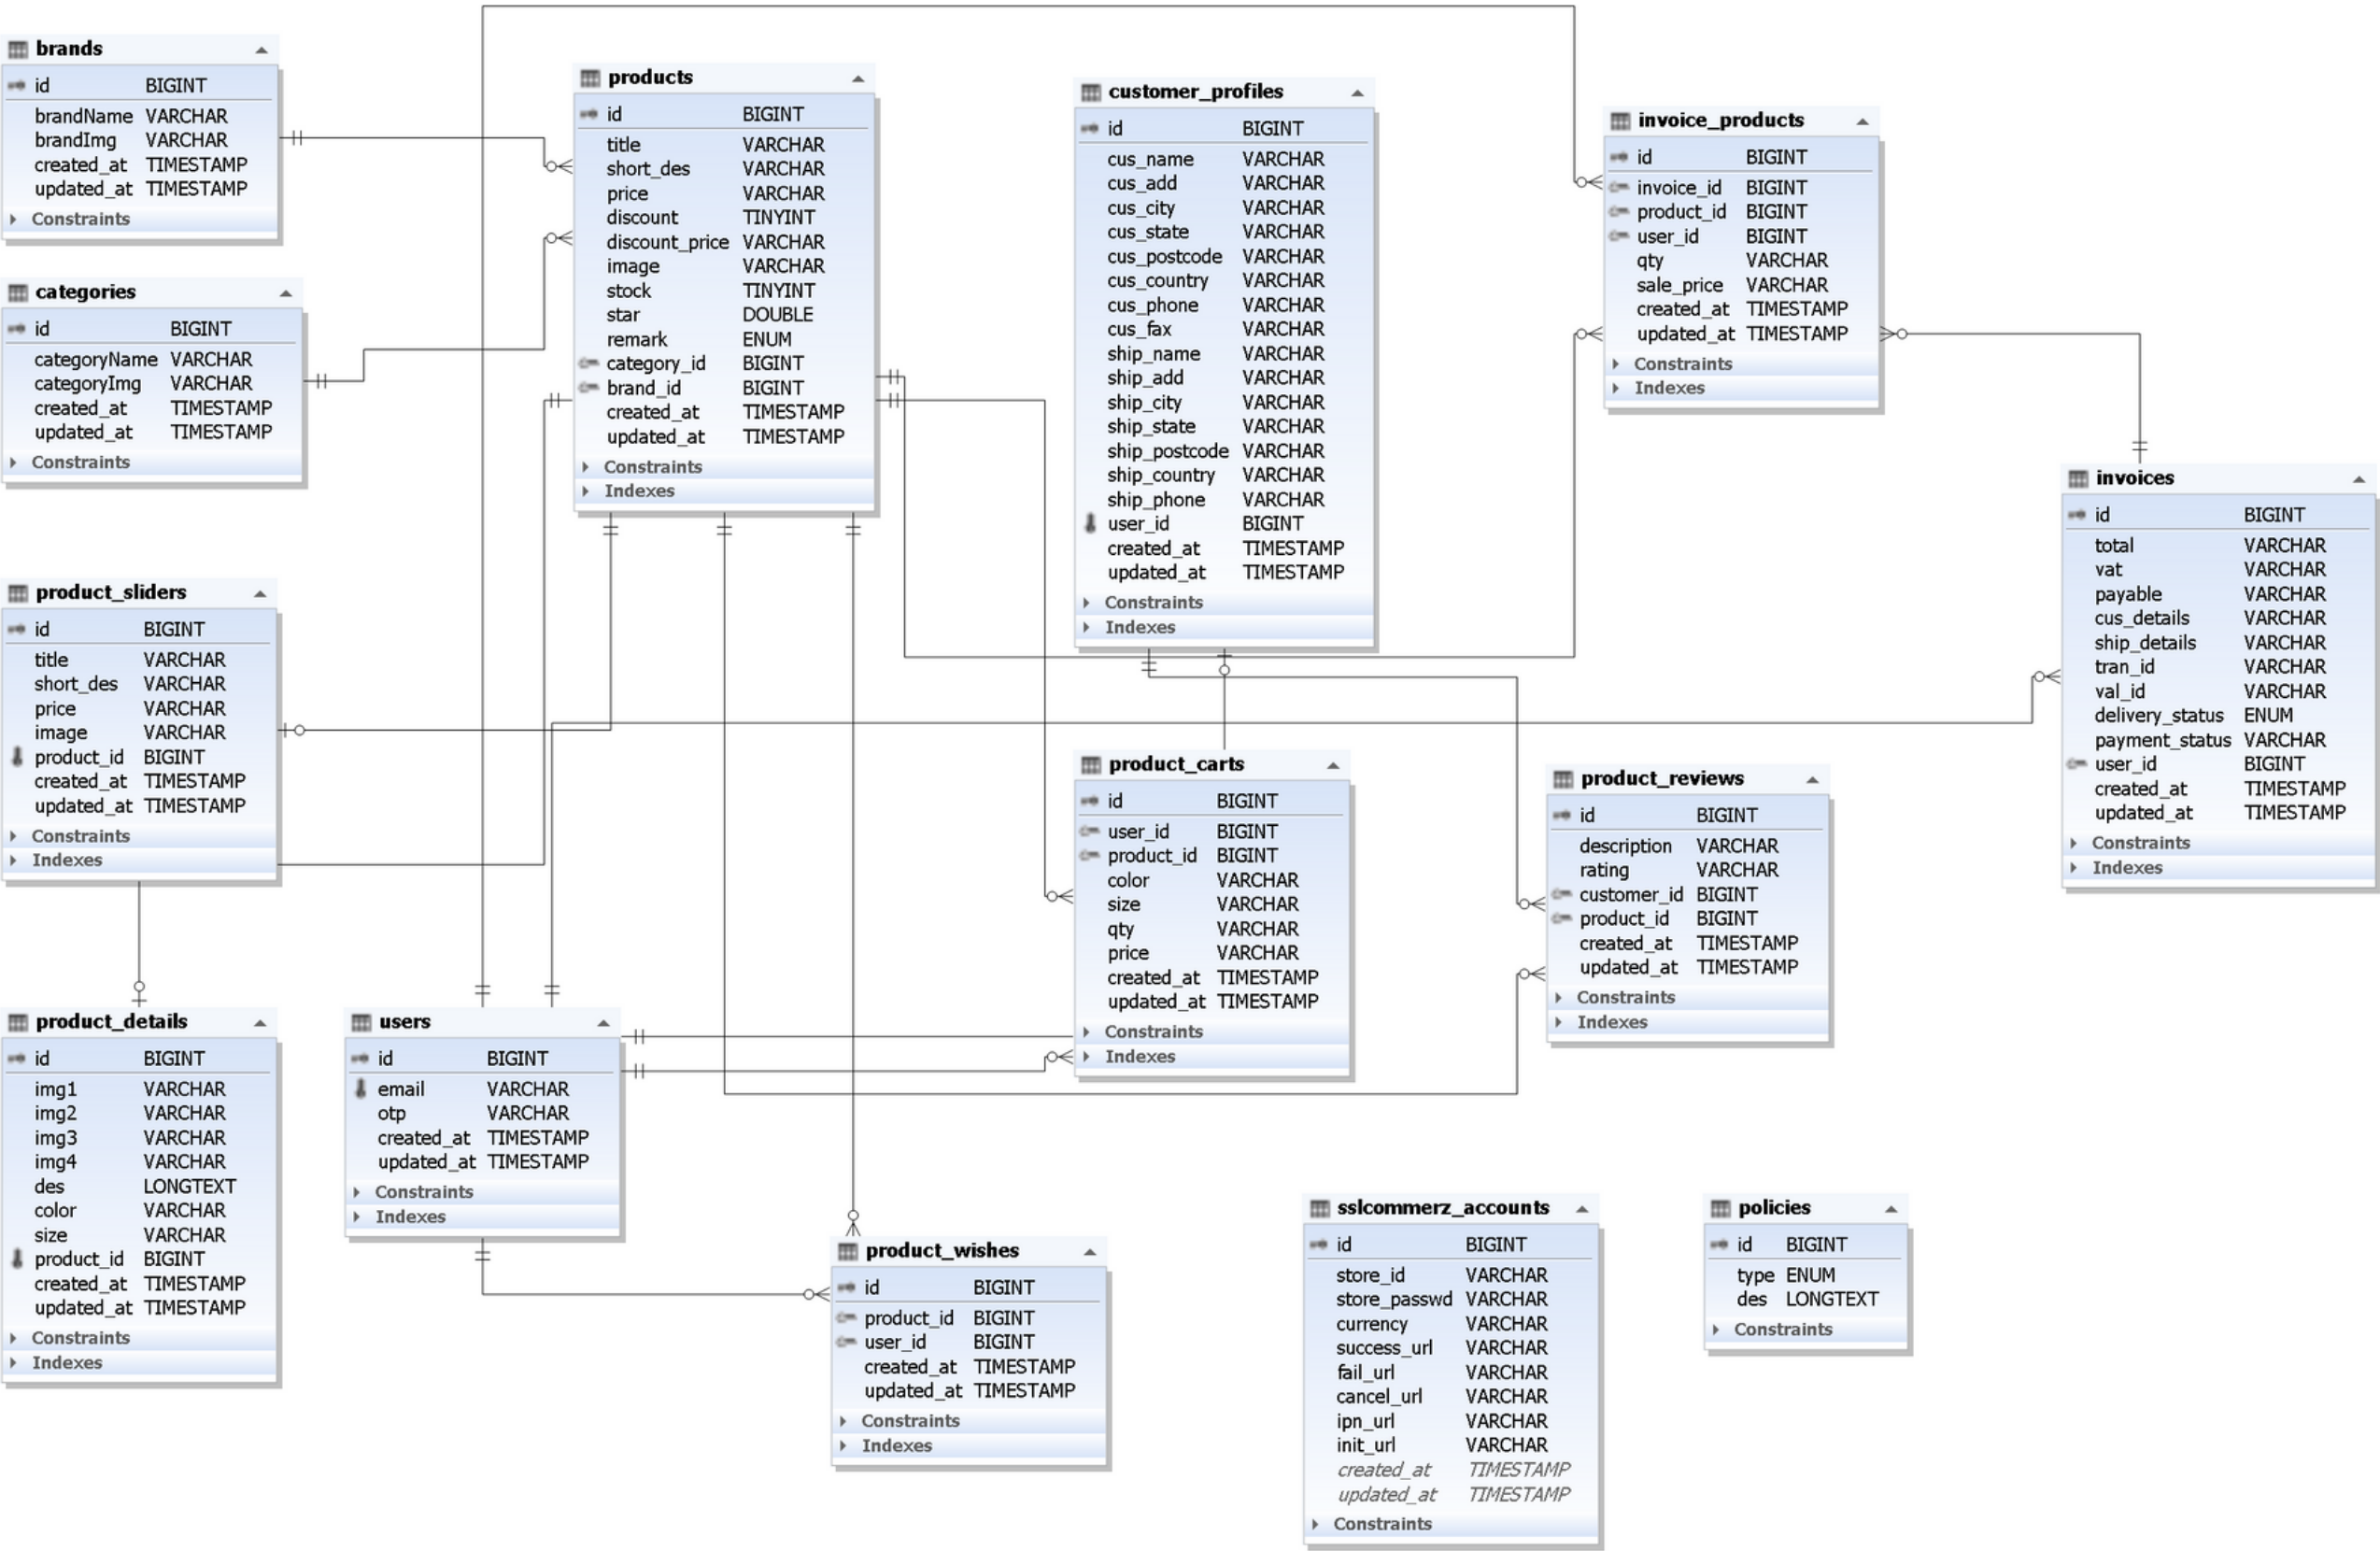 brands
id BIGINT
brandName VARCHAR
brandImg VARCHAR
created_at TIMESTAMP
updated_at TIMESTAMP
Constraints
categories
id BIGINT
categoryName VARCHAR
categoryImg VARCHAR
created_at TIMESTAMP
updated_at TIMESTAMP
Constraints
product_sliders
id BIGINT
title VARCHAR
short_des VARCHAR
price VARCHAR
image VARCHAR
product_id BIGINT
created_at TIMESTAMP
updated_at TIMESTAMP
Constraints
Indexes
product_details
id BIGINT
img1 VARCHAR
img2 VARCHAR
img3 VARCHAR
img4 VARCHAR
des LONGTEXT
color VARCHAR
size VARCHAR
product_id BIGINT
created_at TIMESTAMP
updated_at TIMESTAMP
Constraints
Indexes
products
id BIGINT
title VARCHAR
short_des VARCHAR
price VARCHAR
discount TINYINT
discount_price VARCHAR
image VARCHAR
stock TINYINT
star DOUBLE
remark ENUM
category_id BIGINT
brand_id BIGINT
created_at TIMESTAMP
updated_at TIMESTAMP
Constraints
Indexes
users
id BIGINT
email VARCHAR
otp VARCHAR
created_at TIMESTAMP
updated_at TIMESTAMP
Constraints
Indexes
product_wishes
id BIGINT
product_id BIGINT
user_id BIGINT
created_at TIMESTAMP
updated_at TIMESTAMP
Constraints
Indexes
customer_profiles
id BIGINT
cus_name VARCHAR
cus_add VARCHAR
cus_city VARCHAR
cus_state VARCHAR
cus_postcode VARCHAR
cus_country VARCHAR
cus_phone VARCHAR
cus_fax VARCHAR
ship_name VARCHAR
ship_add VARCHAR
ship_city VARCHAR
ship_state VARCHAR
ship_postcode VARCHAR
ship_country VARCHAR
ship_phone VARCHAR
user_id BIGINT
created_at TIMESTAMP
updated_at TIMESTAMP
Constraints
Indexes
product_carts
id BIGINT
user_id BIGINT
product_id BIGINT
color VARCHAR
size VARCHAR
qty VARCHAR
price VARCHAR
created_at TIMESTAMP
updated_at TIMESTAMP
Constraints
Indexes
invoice_products
id BIGINT
invoice_id BIGINT
product_id BIGINT
user_id BIGINT
qty VARCHAR
sale_price VARCHAR
created_at TIMESTAMP
updated_at TIMESTAMP
Constraints
Indexes
product_reviews
id BIGINT
description VARCHAR
rating VARCHAR
customer_id BIGINT
product_id BIGINT
created_at TIMESTAMP
updated_at TIMESTAMP
Constraints
Indexes
invoices
id BIGINT
total VARCHAR
vat VARCHAR
payable VARCHAR
cus_details VARCHAR
ship_details VARCHAR
tran_id VARCHAR
val_id VARCHAR
delivery_status ENUM
payment_status VARCHAR
user_id BIGINT
created_at TIMESTAMP
updated_at TIMESTAMP
Constraints
Indexes
sslcommerz_accounts
id BIGINT
store_id VARCHAR
store_passwd VARCHAR
currency VARCHAR
success_url VARCHAR
fail_url VARCHAR
cancel_url VARCHAR
ipn_url VARCHAR
init_url VARCHAR
created_at TIMESTAMP
updated_at TIMESTAMP
Constraints
policies
id BIGINT
type ENUM
des LONGTEXT
Constraints